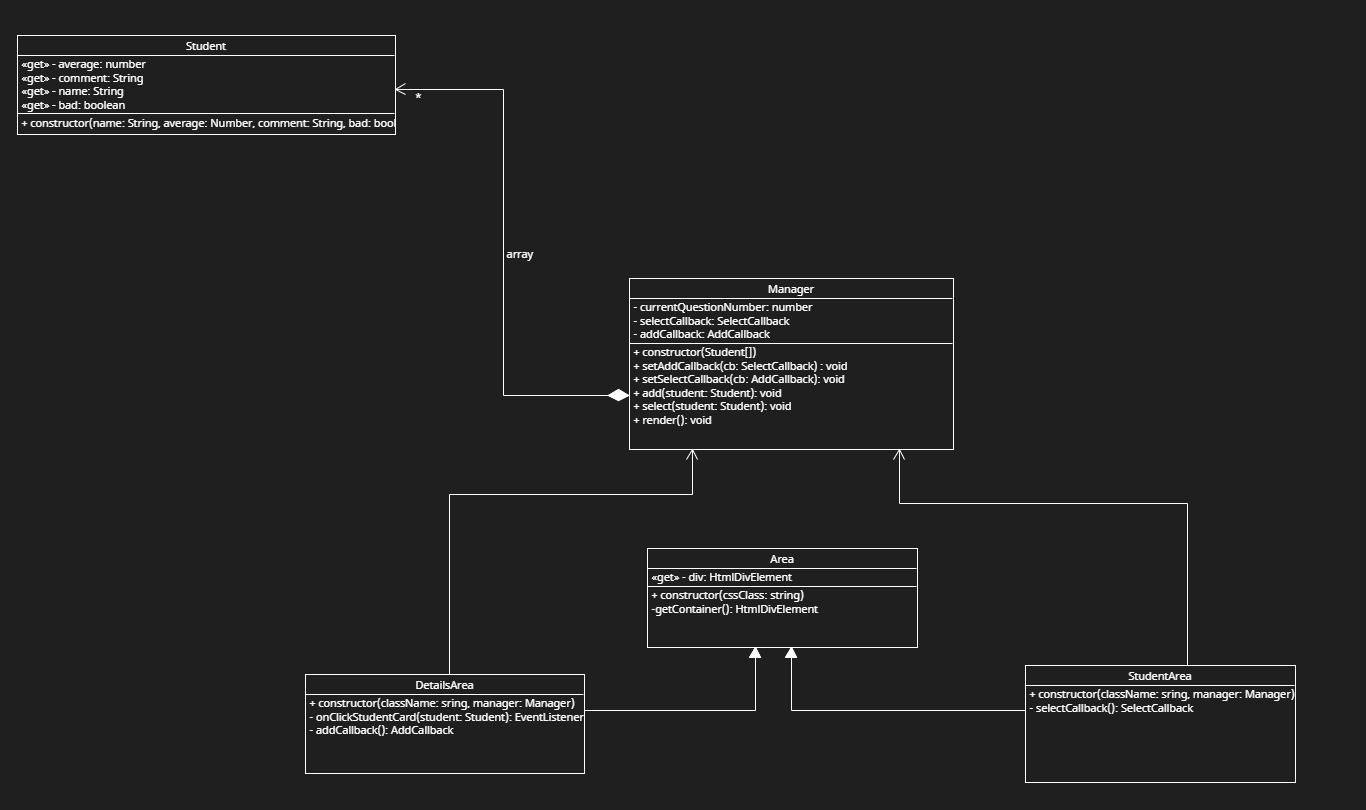 Student
«get» - average: number
«get» - comment: String
«get» - name: String
«get» - bad: boolean
+ constructor(name: String, average: Number, comment: String, bad: bool
*
array
Manager
- currentQuestionNumber: number
- selectCallback: SelectCallback
- addCallback: AddCallback
+ constructor(Student[])
+ setAddCallback(cb: SelectCallback) : void
+ setSelectCallback(cb: AddCallback): void
+ add(student: Student): void
+ select(student: Student): void
+ render(): void
Area
«get» - div: HtmlDivElement
+ constructor(cssClass: string)
-getContainer(): HtmlDivElement
DetailsArea
+ constructor(className: sring, manager: Manager)
- onClickStudentCard(student: Student): EventListener
- addCallback(): AddCallback
StudentArea
+ constructor(className: sring, manager: Manager)
- selectCallback(): SelectCallback